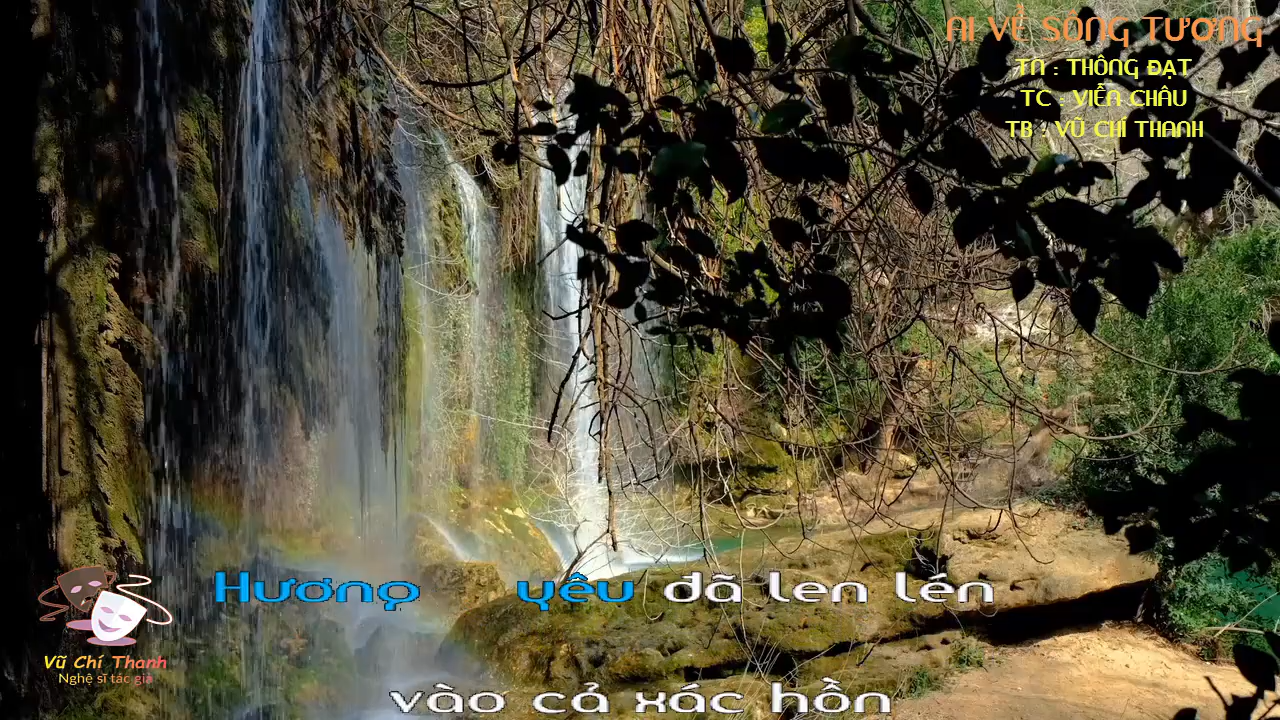 AI VỀ SÔNG TƯƠNG
TN : THÔNG ĐẠT
TC : VIỄN CHÂU
TB : VŨ CHÍ THANH
Hương yêu đã len lén
vào cả xác hồn
Vũ Chí Thanh
Nghệ sĩ tác giả